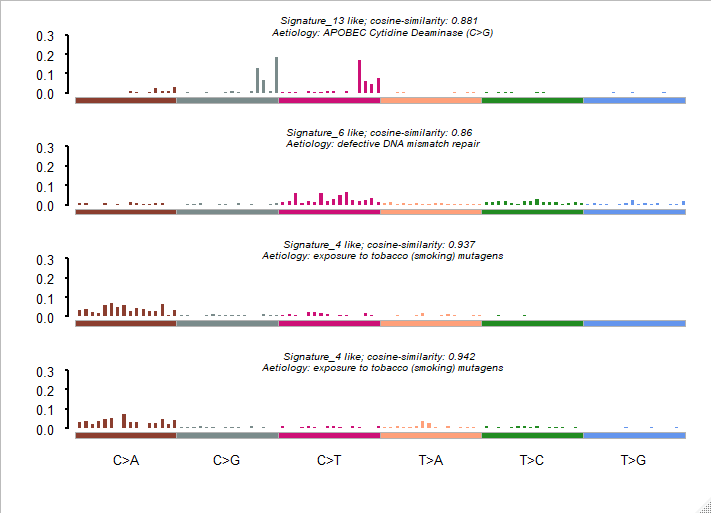 Signature_13 like; cosine-similarity: 0.881
Aetiology: APOBEC Cytidine Deaminase (C>G)
0.3
0.2
0.1
0.0
Signature_6 like; cosine-similarity: 0.86
Aetiology: defective DNA mismatch repair
0.3
0.2
0.1
0.0
Signature_4 like; cosine-similarity: 0.937
Aetiology: exposure to tobacco (smoking) mutagens
0.3
0.2
0.1
0.0
Signature_4 like; cosine-similarity: 0.942
Aetiology: exposure to tobacco (smoking) mutagens
0.3
0.2
0.1
0.0
C>A C>G C>T T>A T>C T>G